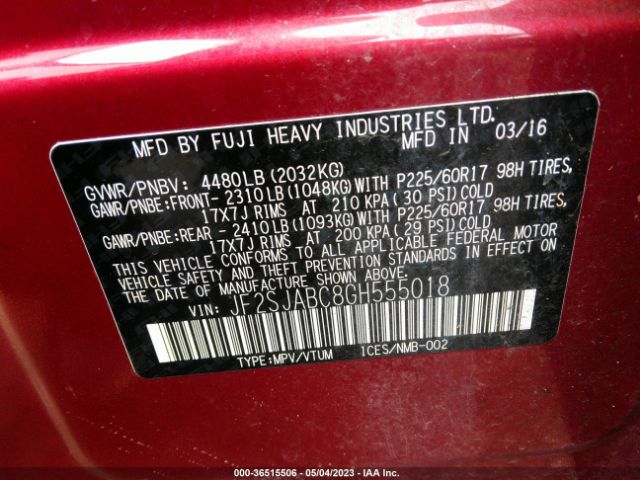 MFD BY FUJI HEAVY INDUSTRIES LTD.
MFD IN 03/16
GVWR/PNBV: 4480LB (2032KG)
GAWR/PNBE:FRONT- 2310LB(1048KG)WITH P225/60R17 98H TIRES,
17X7J RIMS AT 210 KPA ( 30 PSI)COLD
GAWR/PNBE:REAR - 2410LB(1093KG)WITH P225/60R17 98H TIRES,
17X7J RIMS AT 200 KPA ( 29 PSI)COLD.
THIS VEHICLE CONFORMS TO ALL APPLICABLE FEDERAL MOTOR
VEHICLE SAFETY AND THEFT PREVENTION STANDARDS IN EFFECT ON
THE DATE OF MANUFACTURE SHOWN ABOVE.
VIN: JF2SJABC8GH555018
TYPE:MPV/VTUM ICES/NMB-002
000-36515506 - 05/04/2023 - IAA Inc.